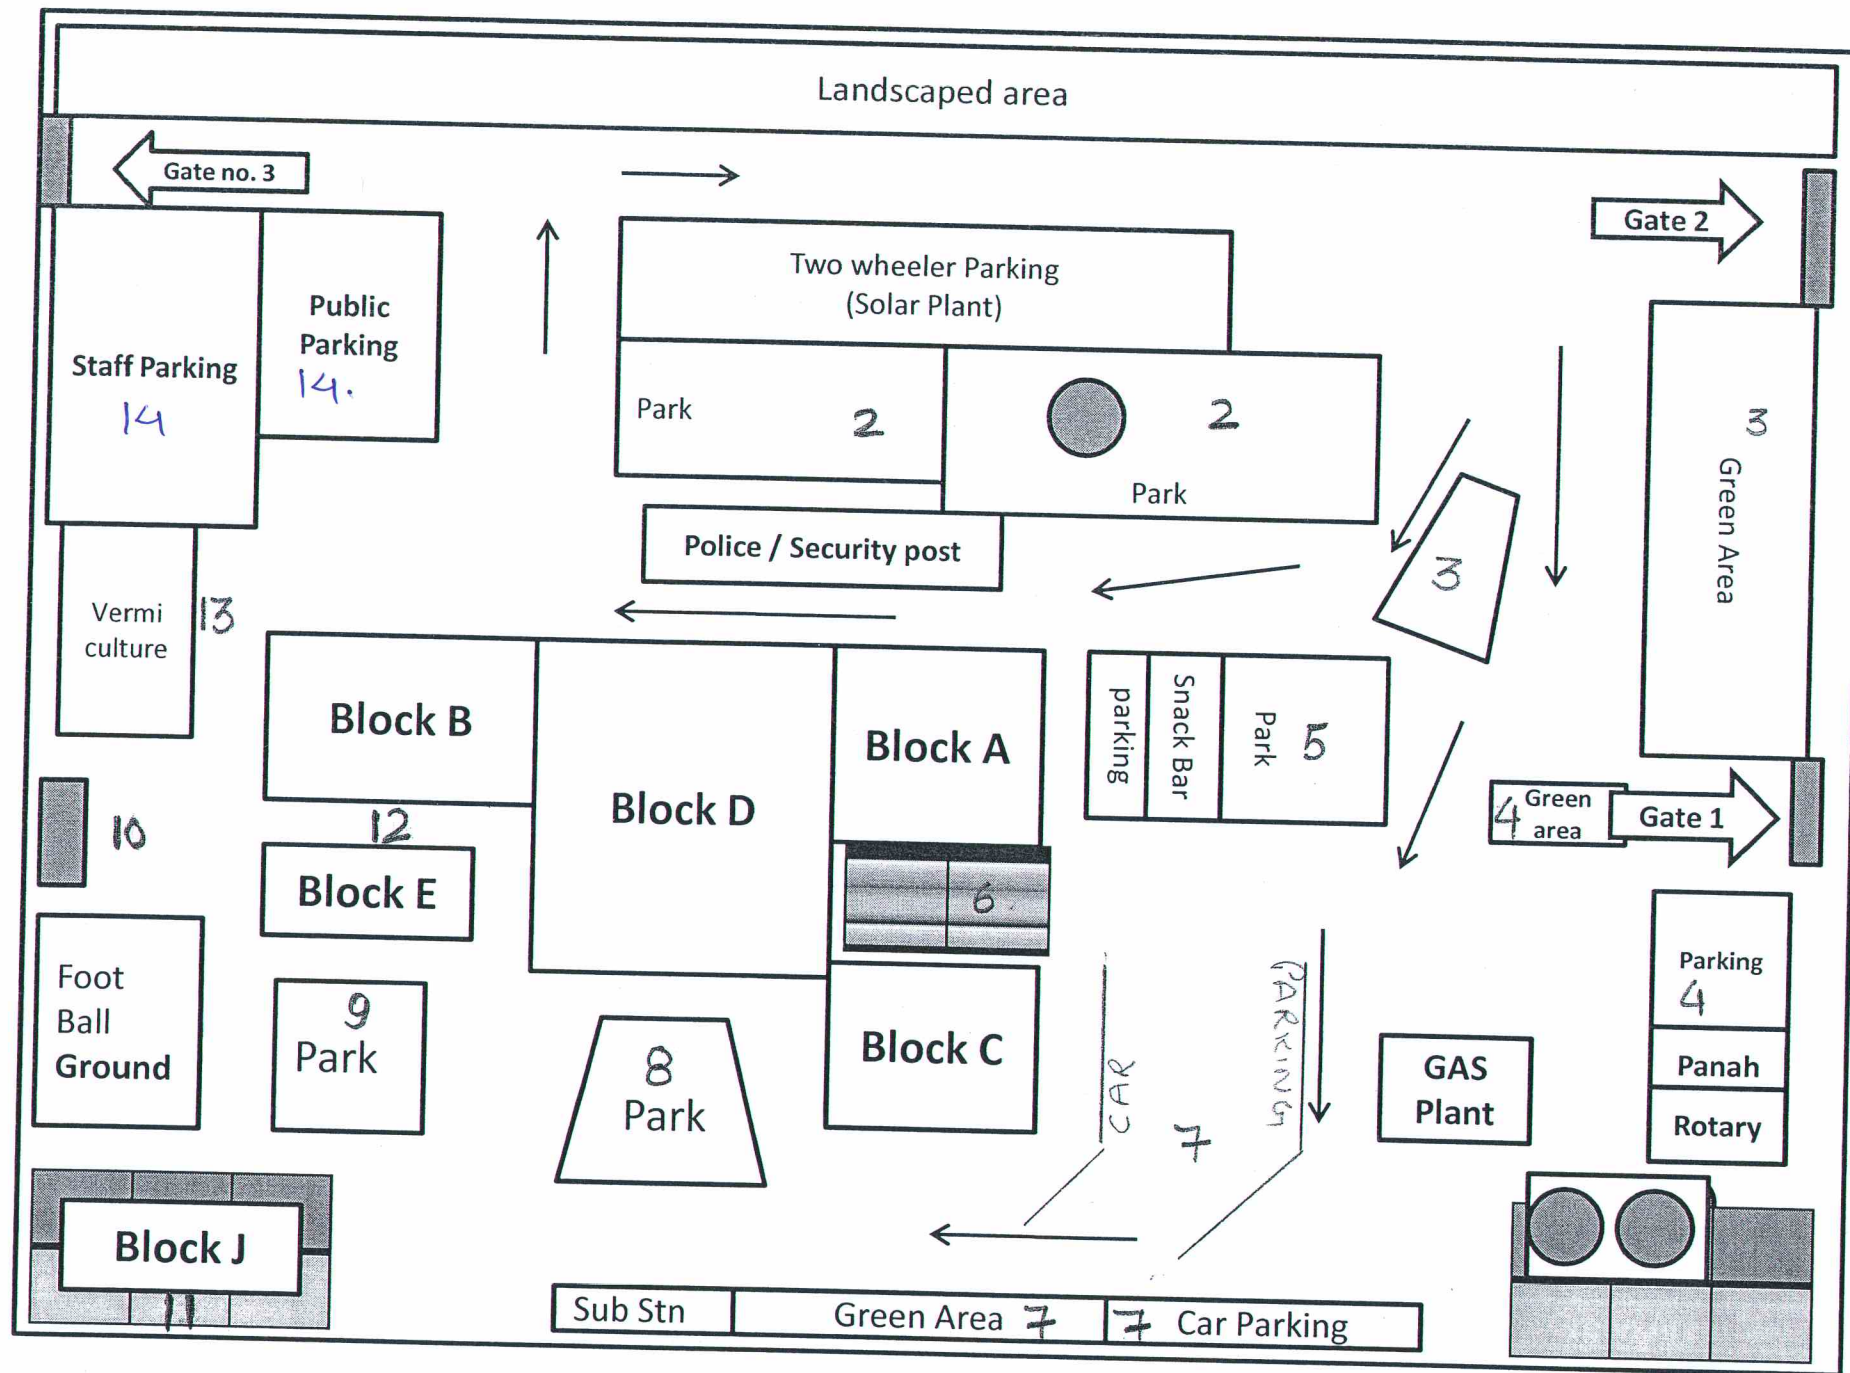 Landscaped area
Gate no. 3
Gate 2
Two wheeler Parking
(Solar Plant)
Public
Parking
14.
Staff Parking
14
Park
2
2
Park
3
Green Area
Police / Security post
3
Vermi
culture
13
Block B
Block D
Block A
parking
Snack Bar
Park
5
4
Green
area
Gate 1
10
12
Block E
6.
Foot
Ball
Ground
9
Park
8
Park
Block C
CAR
PARKING
7
GAS
Plant
Parking
4
Panah
Rotary
Block J
11
Sub Stn
Green Area 7
7 Car Parking